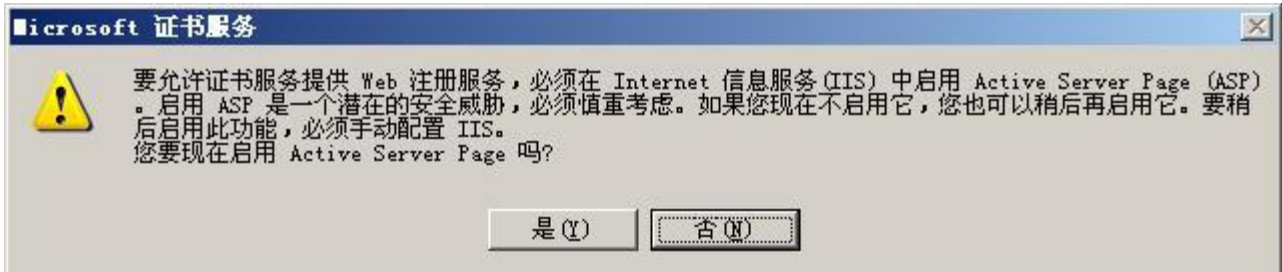 Microsoft 证书服务
要允许证书服务提供 Web 注册服务，必须在 Internet 信息服务(IIS) 中启用 Active Server Page (ASP)
。启用 ASP 是一个潜在的安全威胁，必须慎重考虑。如果您现在不启用它，您也可以稍后再启用它。要稍
后启用此功能，必须手动配置 IIS。
您要现在启用 Active Server Page 吗?
是(Y)
否(N)